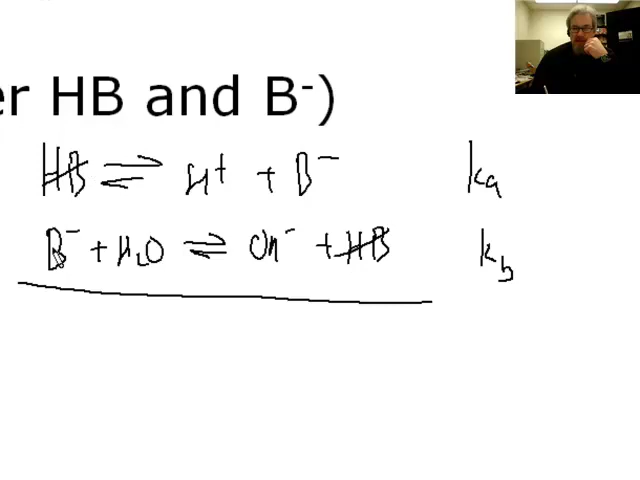 er HB and B⁻)
HB ⇌ H⁺ + B⁻ ka
B⁻ + H₂O ⇌ OH⁻ + HB kb